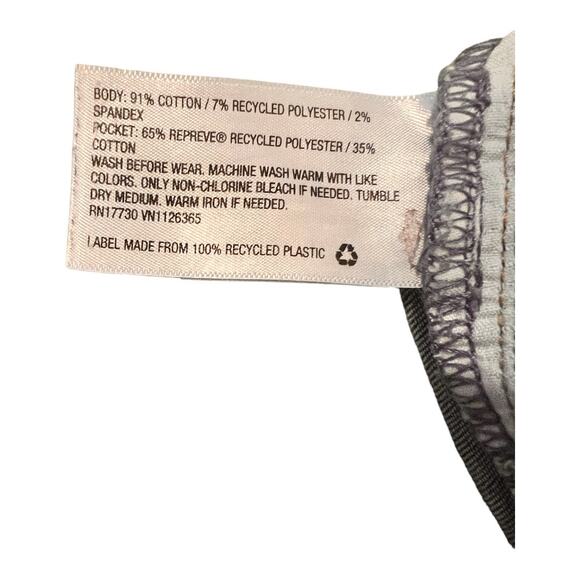 BODY: 91% COTTON / 7% RECYCLED POLYESTER / 2%
SPANDEX
POCKET: 65% REPREVE® RECYCLED POLYESTER / 35%
COTTON
WASH BEFORE WEAR. MACHINE WASH WARM WITH LIKE
COLORS. ONLY NON-CHLORINE BLEACH IF NEEDED. TUMBLE
DRY MEDIUM. WARM IRON IF NEEDED.
RN17730 VN1126365
LABEL MADE FROM 100% RECYCLED PLASTIC